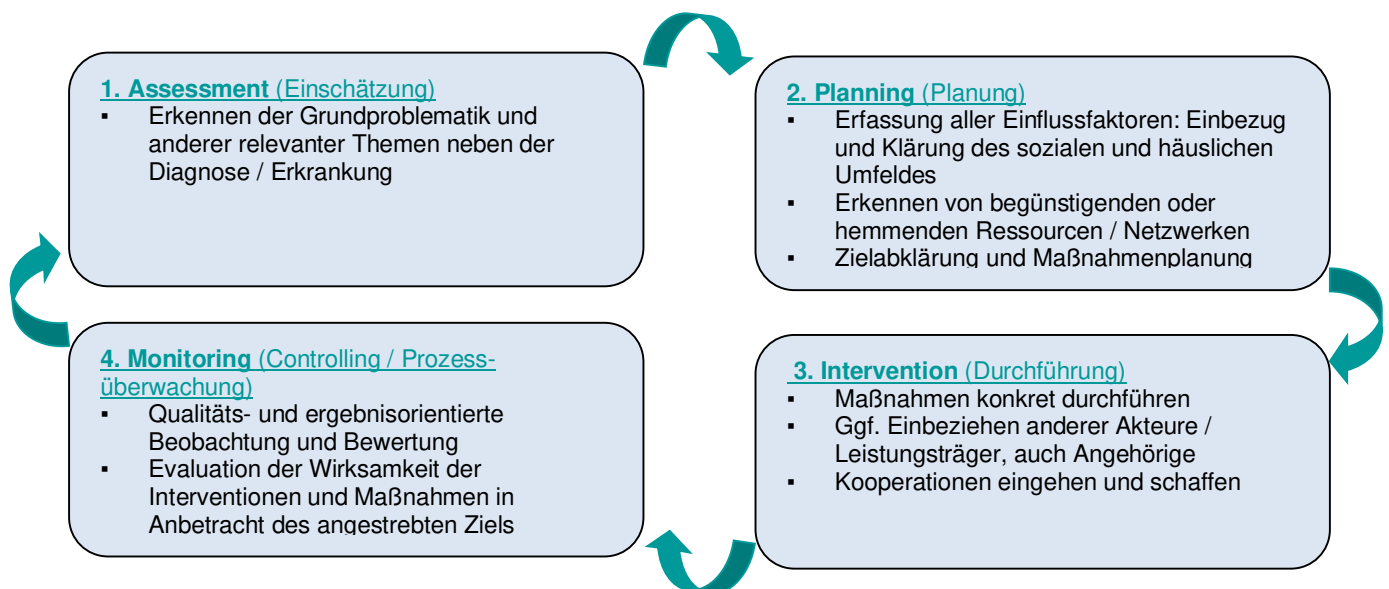 1. Assessment (Einschätzung)
▪ Erkennen der Grundproblematik und
anderer relevanter Themen neben der
Diagnose / Erkrankung
2. Planning (Planung)
▪ Erfassung aller Einflussfaktoren: Einbezug
und Klärung des sozialen und häuslichen
Umfeldes
▪ Erkennen von begünstigenden oder
hemmenden Ressourcen / Netzwerken
▪ Zielabklärung und Maßnahmenplanung
3. Intervention (Durchführung)
▪ Maßnahmen konkret durchführen
▪ Ggf. Einbeziehen anderer Akteure /
Leistungsträger, auch Angehörige
▪ Kooperationen eingehen und schaffen
4. Monitoring (Controlling / Prozess-
überwachung)
▪ Qualitäts- und ergebnisorientierte
Beobachtung und Bewertung
▪ Evaluation der Wirksamkeit der
Interventionen und Maßnahmen in
Anbetracht des angestrebten Ziels